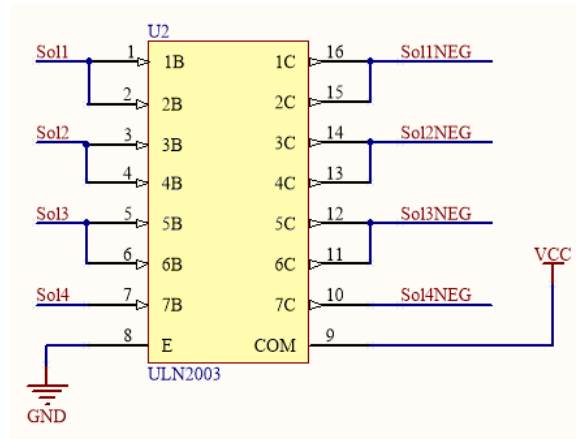 U2
Sol1 1 1B 1C 16 Sol1NEG
2 2B 2C 15
Sol2 3 3B 3C 14 Sol2NEG
4 4B 4C 13
Sol3 5 5B 5C 12 Sol3NEG
6 6B 6C 11
VCC
Sol4 7 7B 7C 10 Sol4NEG
8 E COM 9
ULN2003
GND